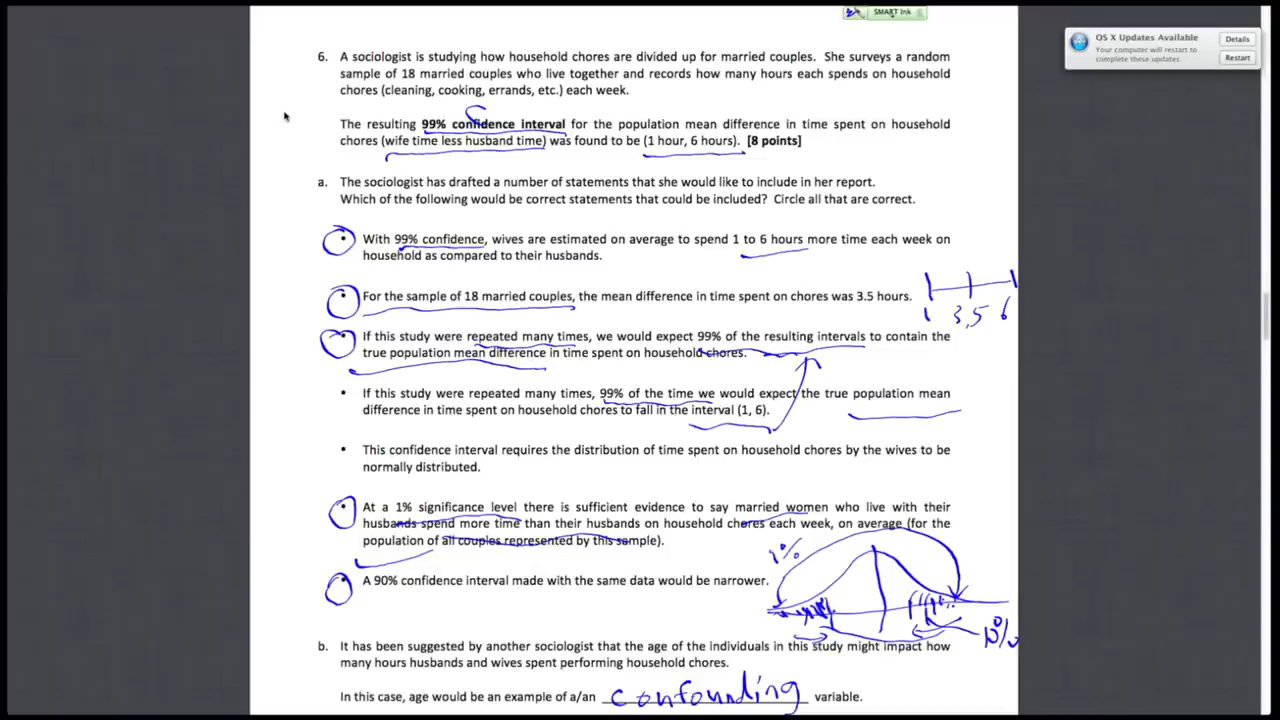 SMART Ink
OS X Updates Available
Your computer will restart to
complete these updates.
Details
Restart
6. A sociologist is studying how household chores are divided up for married couples. She surveys a random
sample of 18 married couples who live together and records how many hours each spends on household
chores (cleaning, cooking, errands, etc.) each week.
The resulting 99% confidence interval for the population mean difference in time spent on household
chores (wife time less husband time) was found to be (1 hour, 6 hours). [8 points]
a. The sociologist has drafted a number of statements that she would like to include in her report.
Which of the following would be correct statements that could be included? Circle all that are correct.
• With 99% confidence, wives are estimated on average to spend 1 to 6 hours more time each week on
household as compared to their husbands.
• For the sample of 18 married couples, the mean difference in time spent on chores was 3.5 hours.
1 3,5 6
• If this study were repeated many times, we would expect 99% of the resulting intervals to contain the
true population mean difference in time spent on household chores.
• If this study were repeated many times, 99% of the time we would expect the true population mean
difference in time spent on household chores to fall in the interval (1, 6).
• This confidence interval requires the distribution of time spent on household chores by the wives to be
normally distributed.
• At a 1% significance level there is sufficient evidence to say married women who live with their
husbands spend more time than their husbands on household chores each week, on average (for the
population of all couples represented by this sample).
1%
• A 90% confidence interval made with the same data would be narrower.
10%
b. It has been suggested by another sociologist that the age of the individuals in this study might impact how
many hours husbands and wives spent performing household chores.
In this case, age would be an example of a/an confounding variable.